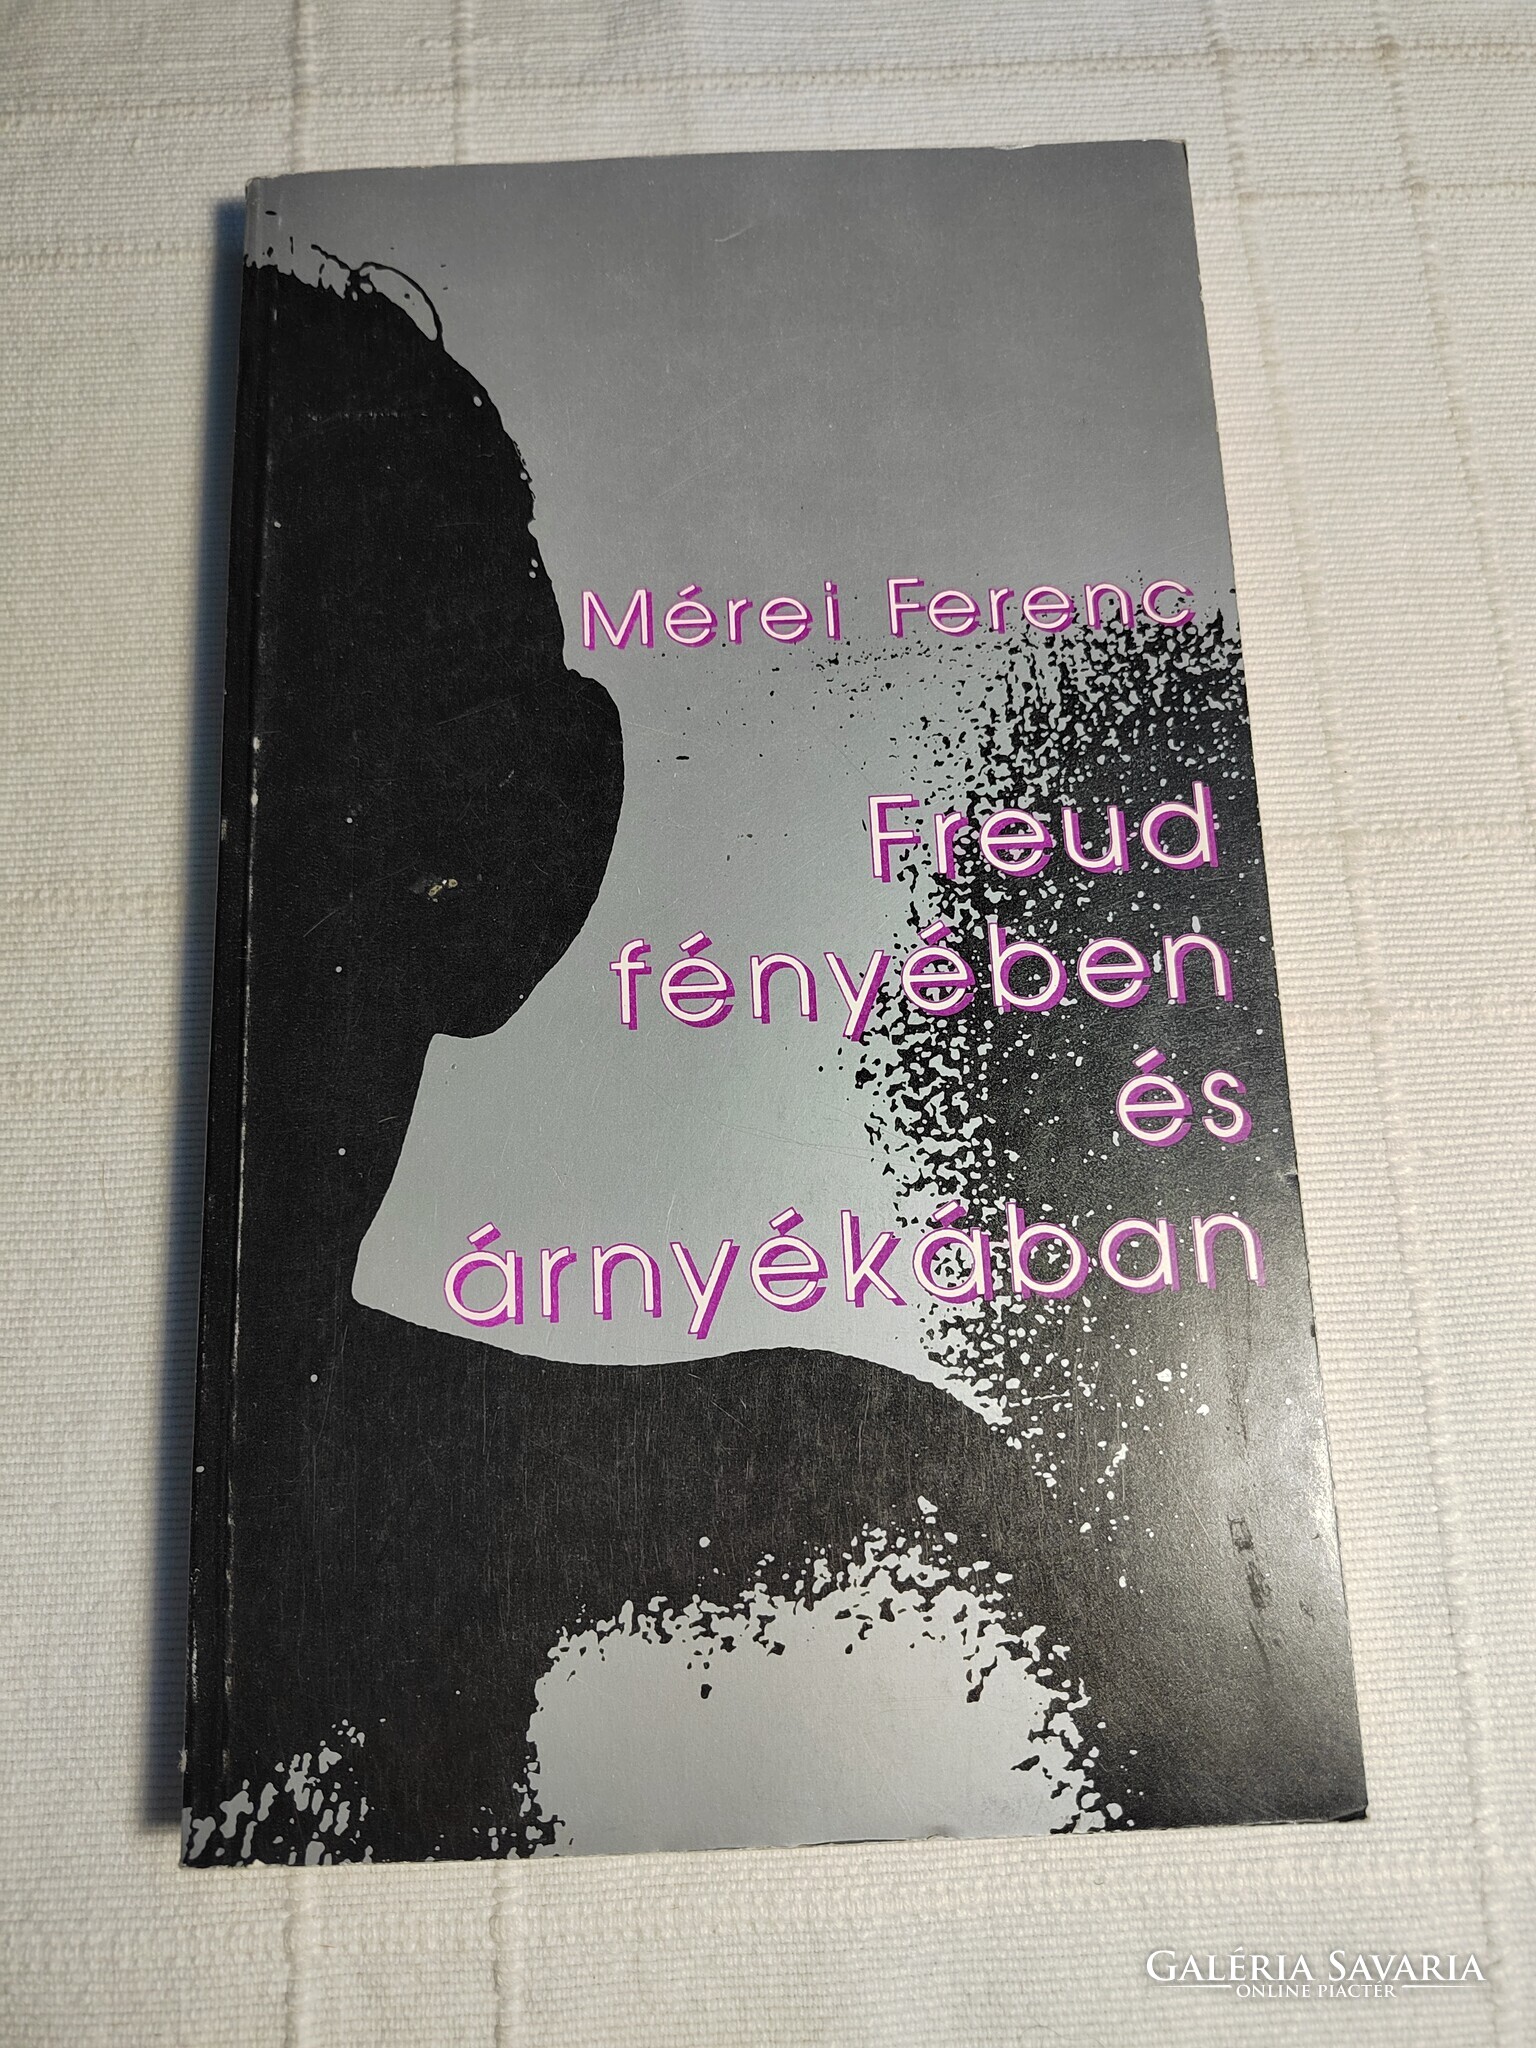 Mérei Ferenc
Freud
fényében
és
árnyékában
GALÉRIA SAVARIA
ONLINE PIACTÉR